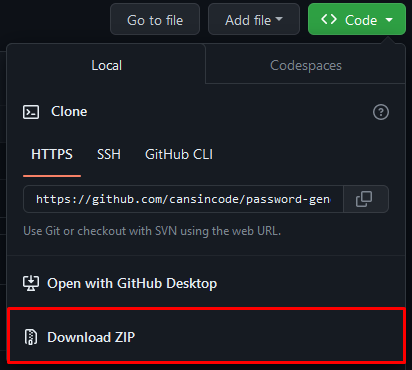 Go to file Add file <> Code
Local Codespaces
Clone
HTTPS SSH GitHub CLI
https://github.com/cansincode/password-gen
Use Git or checkout with SVN using the web URL.
Open with GitHub Desktop
Download ZIP